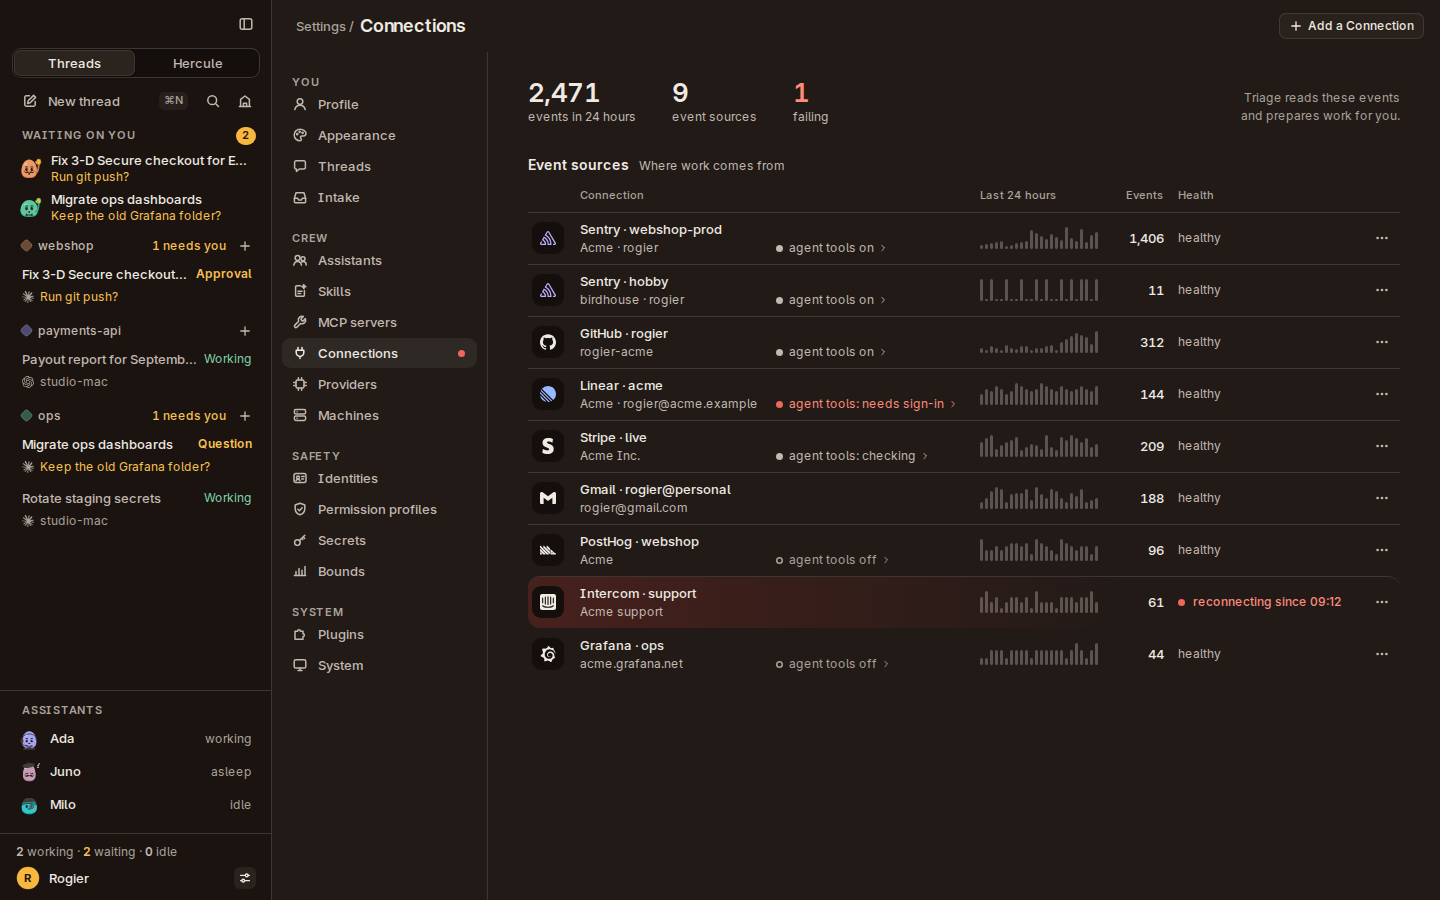 Threads
Hercule
New thread
⌘N
WAITING ON YOU
2
Fix 3-D Secure checkout for E...
Run git push?
Migrate ops dashboards
Keep the old Grafana folder?
webshop
1 needs you
Fix 3-D Secure checkout...
Approval
Run git push?
payments-api
Payout report for Septemb...
Working
studio-mac
ops
1 needs you
Migrate ops dashboards
Question
Keep the old Grafana folder?
Rotate staging secrets
Working
studio-mac
ASSISTANTS
Ada
working
Juno
asleep
Milo
idle
2 working · 2 waiting · 0 idle
R
Rogier
Settings / Connections
Add a Connection
YOU
Profile
Appearance
Threads
Intake
CREW
Assistants
Skills
MCP servers
Connections
Providers
Machines
SAFETY
Identities
Permission profiles
Secrets
Bounds
SYSTEM
Plugins
System
2,471
events in 24 hours
9
event sources
1
failing
Triage reads these events
and prepares work for you.
Event sources
Where work comes from
Connection
Last 24 hours
Events
Health
Sentry · webshop-prod
Acme · rogier
agent tools on
1,406
healthy
Sentry · hobby
birdhouse · rogier
agent tools on
11
healthy
GitHub · rogier
rogier-acme
agent tools on
312
healthy
Linear · acme
Acme · rogier@acme.example
agent tools: needs sign-in
144
healthy
Stripe · live
Acme Inc.
agent tools: checking
209
healthy
Gmail · rogier@personal
rogier@gmail.com
188
healthy
PostHog · webshop
Acme
agent tools off
96
healthy
Intercom · support
Acme support
61
reconnecting since 09:12
Grafana · ops
acme.grafana.net
agent tools off
44
healthy